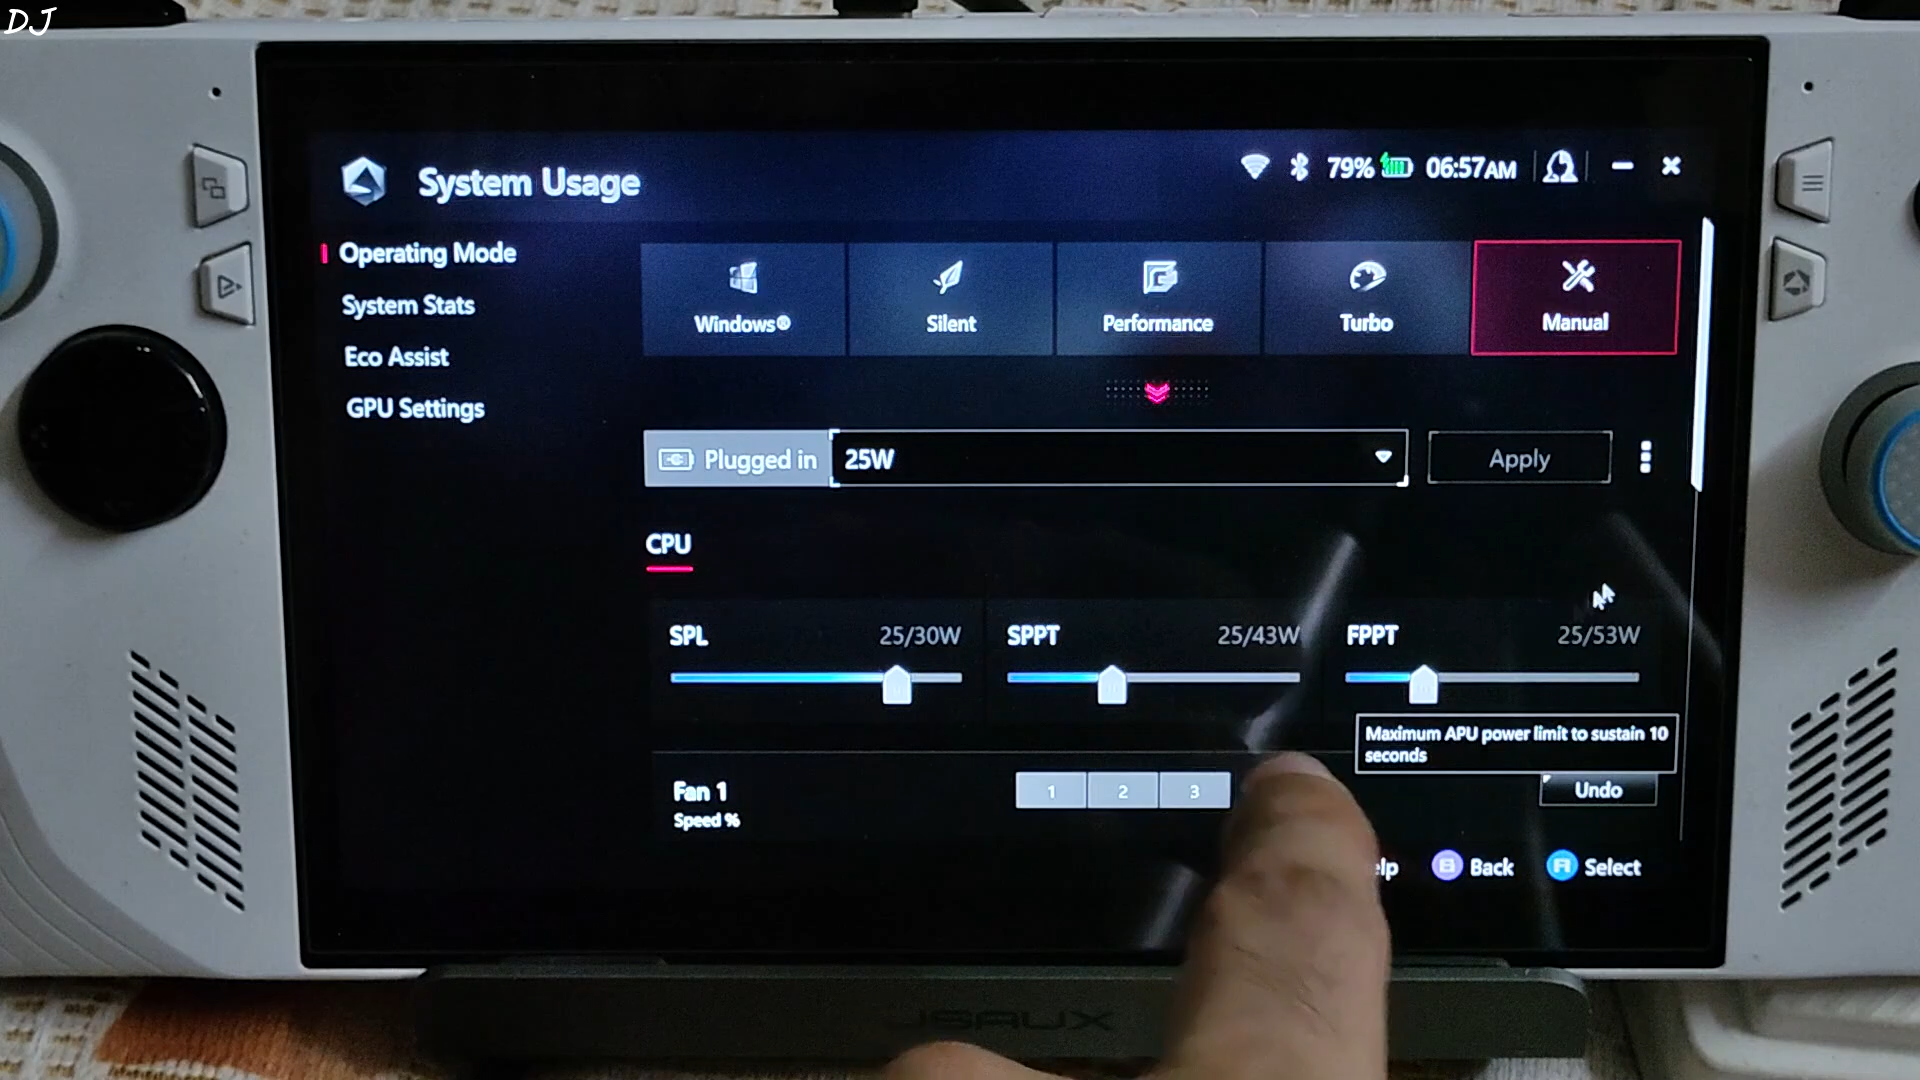 DJ
System Usage
79% 06:57AM
Operating Mode
System Stats
Eco Assist
GPU Settings
Windows®
Silent
Performance
Turbo
Manual
Plugged in
25W
Apply
CPU
SPL 25/30W
SPPT 25/43W
FPPT 25/53W
Maximum APU power limit to sustain 10
seconds
Fan 1
Speed %
1 2 3
Undo
elp
B Back
A Select
JSAUX